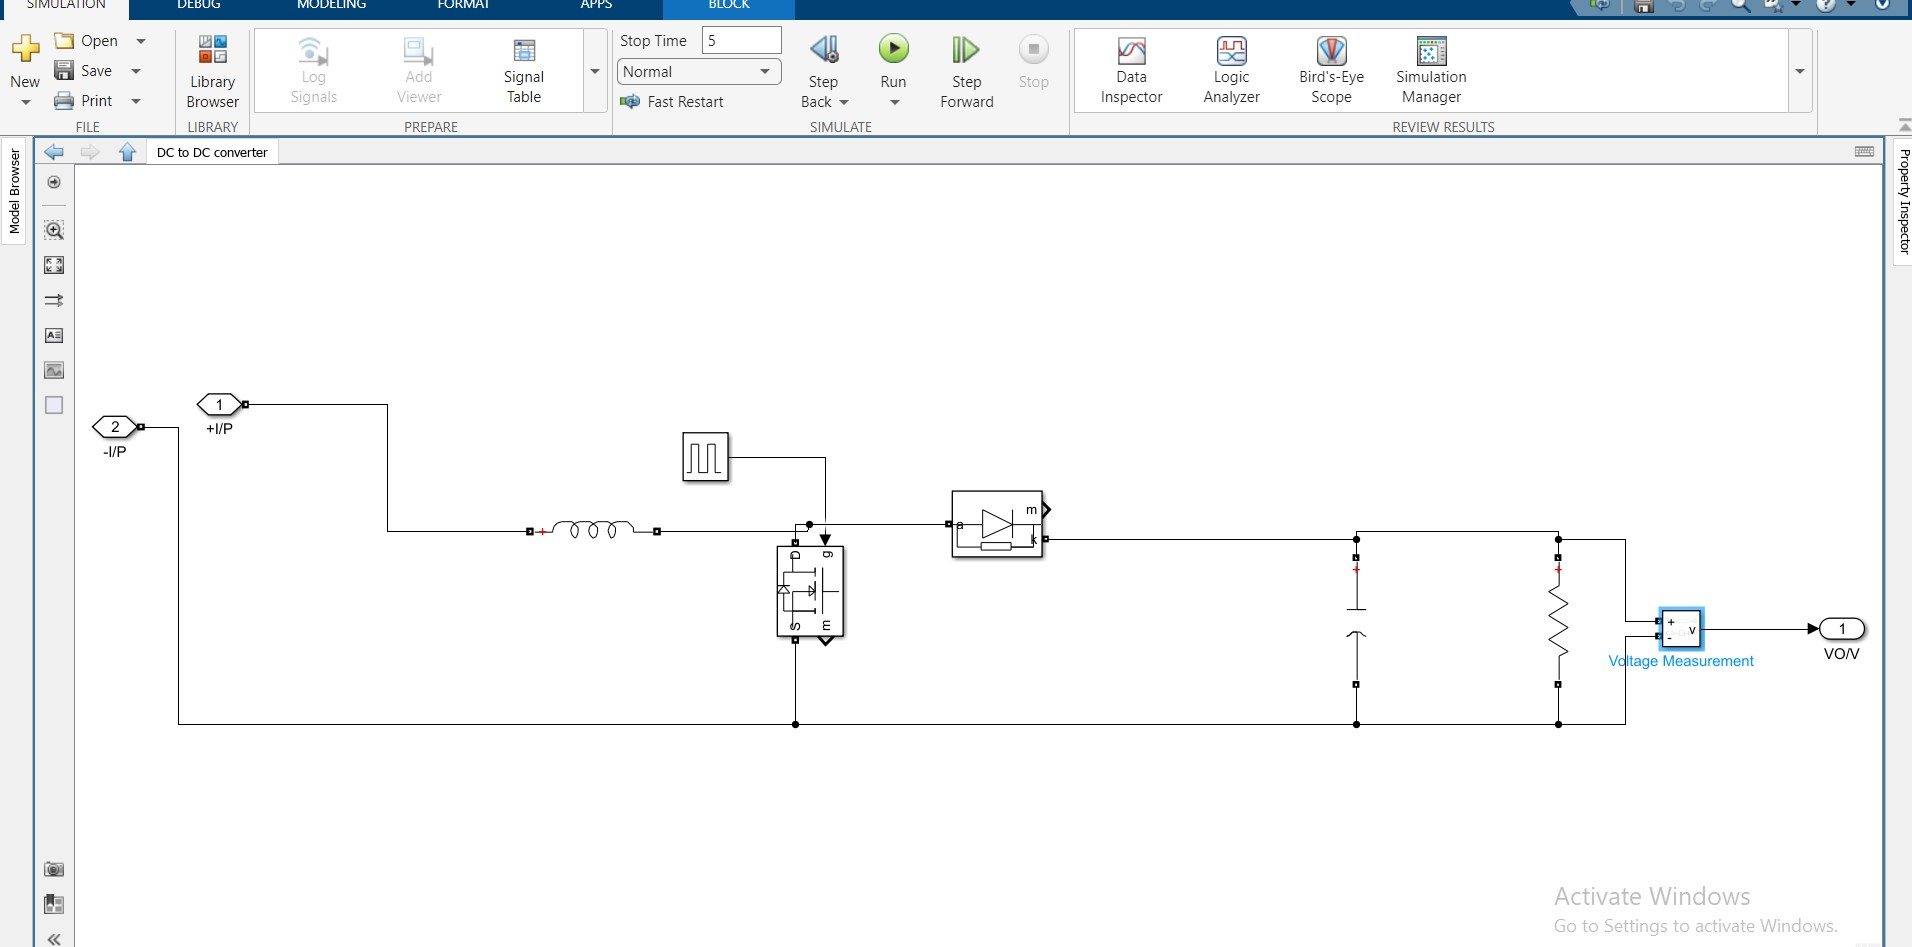 SIMULATION
DEBUG
MODELING
FORMAT
APPS
BLOCK
New
Open
Save
Print
FILE
Library
Browser
LIBRARY
Log
Signals
Add
Viewer
Signal
Table
PREPARE
Stop Time 5
Normal
Fast Restart
Step
Back
Run
Step
Forward
Stop
SIMULATE
Data
Inspector
Logic
Analyzer
Bird's-Eye
Scope
Simulation
Manager
REVIEW RESULTS
Model Browser
DC to DC converter
Property Inspector
1
+I/P
2
-I/P
D
g
S
m
a
m
k
+
+
+
+
-
v
Voltage Measurement
1
VO/V
Activate Windows
Go to Settings to activate Windows.